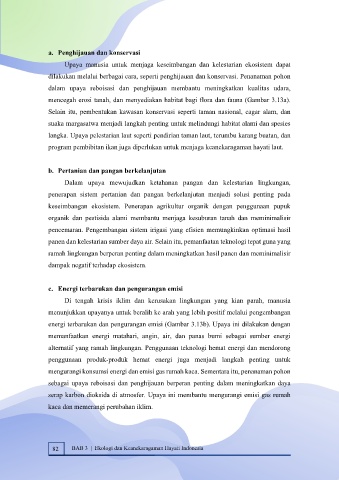 a. Penghijauan dan konservasi
Upaya manusia untuk menjaga keseimbangan dan kelestarian ekosistem dapat
dilakukan melalui berbagai cara, seperti penghijauan dan konservasi. Penanaman pohon
dalam upaya reboisasi dan penghijauan membantu meningkatkan kualitas udara,
mencegah erosi tanah, dan menyediakan habitat bagi flora dan fauna (Gambar 3.13a).
Selain itu, pembentukan kawasan konservasi seperti taman nasional, cagar alam, dan
suaka margasatwa menjadi langkah penting untuk melindungi habitat alami dan spesies
langka. Upaya pelestarian laut seperti pendirian taman laut, terumbu karang buatan, dan
program pembibitan ikan juga diperlukan untuk menjaga keanekaragaman hayati laut.
b. Pertanian dan pangan berkelanjutan
Dalam upaya mewujudkan ketahanan pangan dan kelestarian lingkungan,
penerapan sistem pertanian dan pangan berkelanjutan menjadi solusi penting pada
keseimbangan ekosistem. Penerapan agrikultur organik dengan penggunaan pupuk
organik dan pestisida alami membantu menjaga kesuburan tanah dan meminimalisir
pencemaran. Pengembangan sistem irigasi yang efisien memungkinkan optimasi hasil
panen dan kelestarian sumber daya air. Selain itu, pemanfaatan teknologi tepat guna yang
ramah lingkungan berperan penting dalam meningkatkan hasil panen dan meminimalisir
dampak negatif terhadap ekosistem.
c. Energi terbarukan dan pengurangan emisi
Di tengah krisis iklim dan kerusakan lingkungan yang kian parah, manusia
menunjukkan upayanya untuk beralih ke arah yang lebih positif melalui pengembangan
energi terbarukan dan pengurangan emisi (Gambar 3.13b). Upaya ini dilakukan dengan
memanfaatkan energi matahari, angin, air, dan panas bumi sebagai sumber energi
alternatif yang ramah lingkungan. Penggunaan teknologi hemat energi dan mendorong
penggunaan produk-produk hemat energi juga menjadi langkah penting untuk
mengurangi konsumsi energi dan emisi gas rumah kaca. Sementara itu, penanaman pohon
sebagai upaya reboisasi dan penghijauan berperan penting dalam meningkatkan daya
serap karbon dioksida di atmosfer. Upaya ini membantu mengurangi emisi gas rumah
kaca dan memerangi perubahan iklim.
82 BAB 3 | Ekologi dan Keanekaragaman Hayati Indonesia